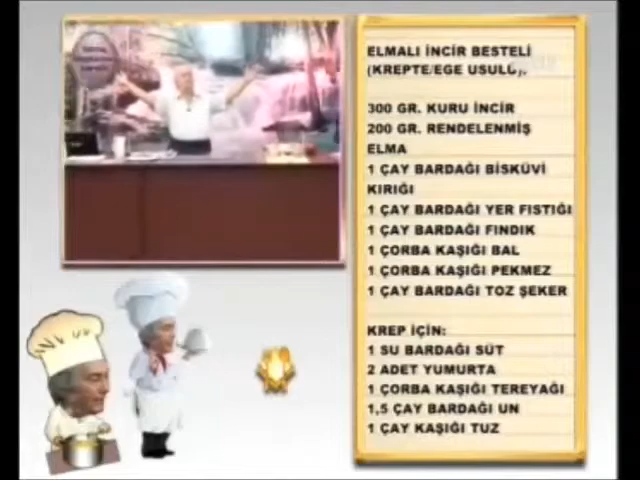 ELMALI İNCİR BESTELİ
(KREPTE/EGE USULÜ).
300 GR. KURU İNCİR
200 GR. RENDELENMİŞ
ELMA
1 ÇAY BARDAĞI BİSKÜVİ
KIRIĞI
1 ÇAY BARDAĞI YER FISTIĞI
1 ÇAY BARDAĞI FINDIK
1 ÇORBA KAŞIĞI BAL
1 ÇORBA KAŞIĞI PEKMEZ
1 ÇAY BARDAĞI TOZ ŞEKER
KREP İÇİN:
1 SU BARDAĞI SÜT
2 ADET YUMURTA
1 ÇORBA KAŞIĞI TEREYAĞI
1,5 ÇAY BARDAĞI UN
1 ÇAY KAŞIĞI TUZ